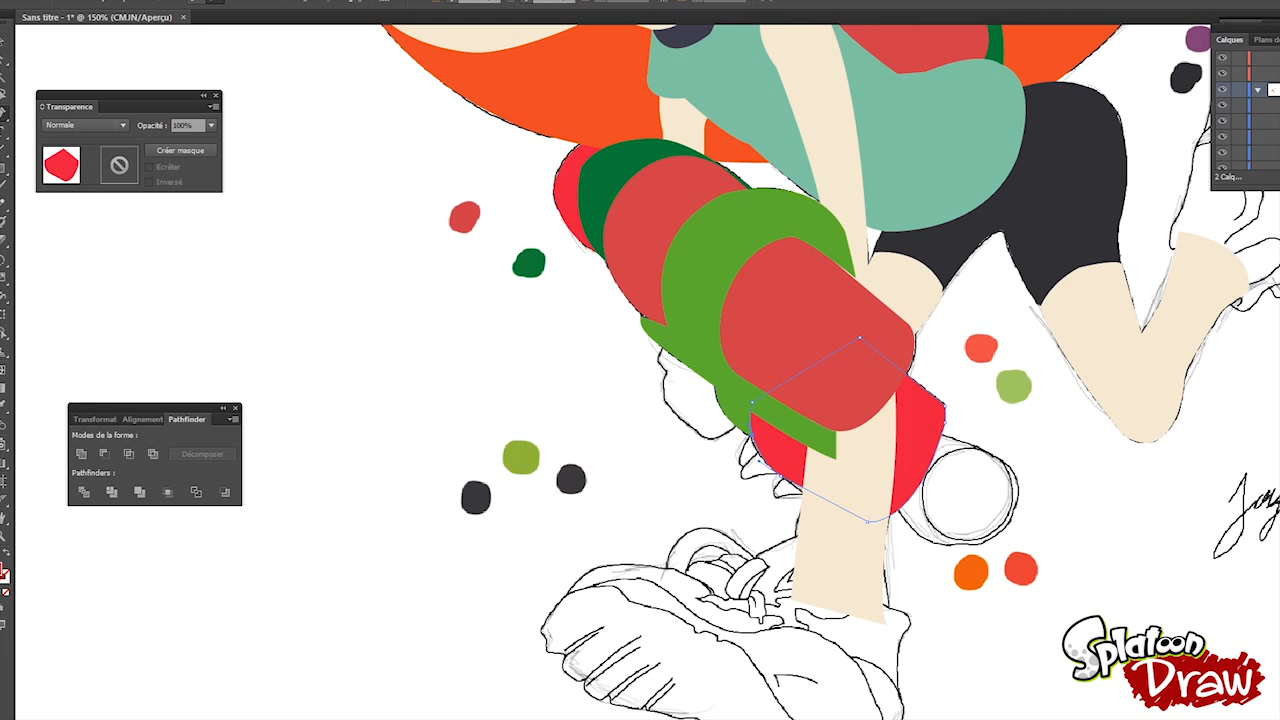 Sans titre - 1* @ 150% (CMJN/Aperçu) ×
Transparence
Normale Opacité : 100%
Créer masque
Ecrêter
Inversé
Transformat Alignement Pathfinder
Modes de la forme :
Décomposer
Pathfinders :
Calques Plans de
2 Calq...
Splatoon
Draw